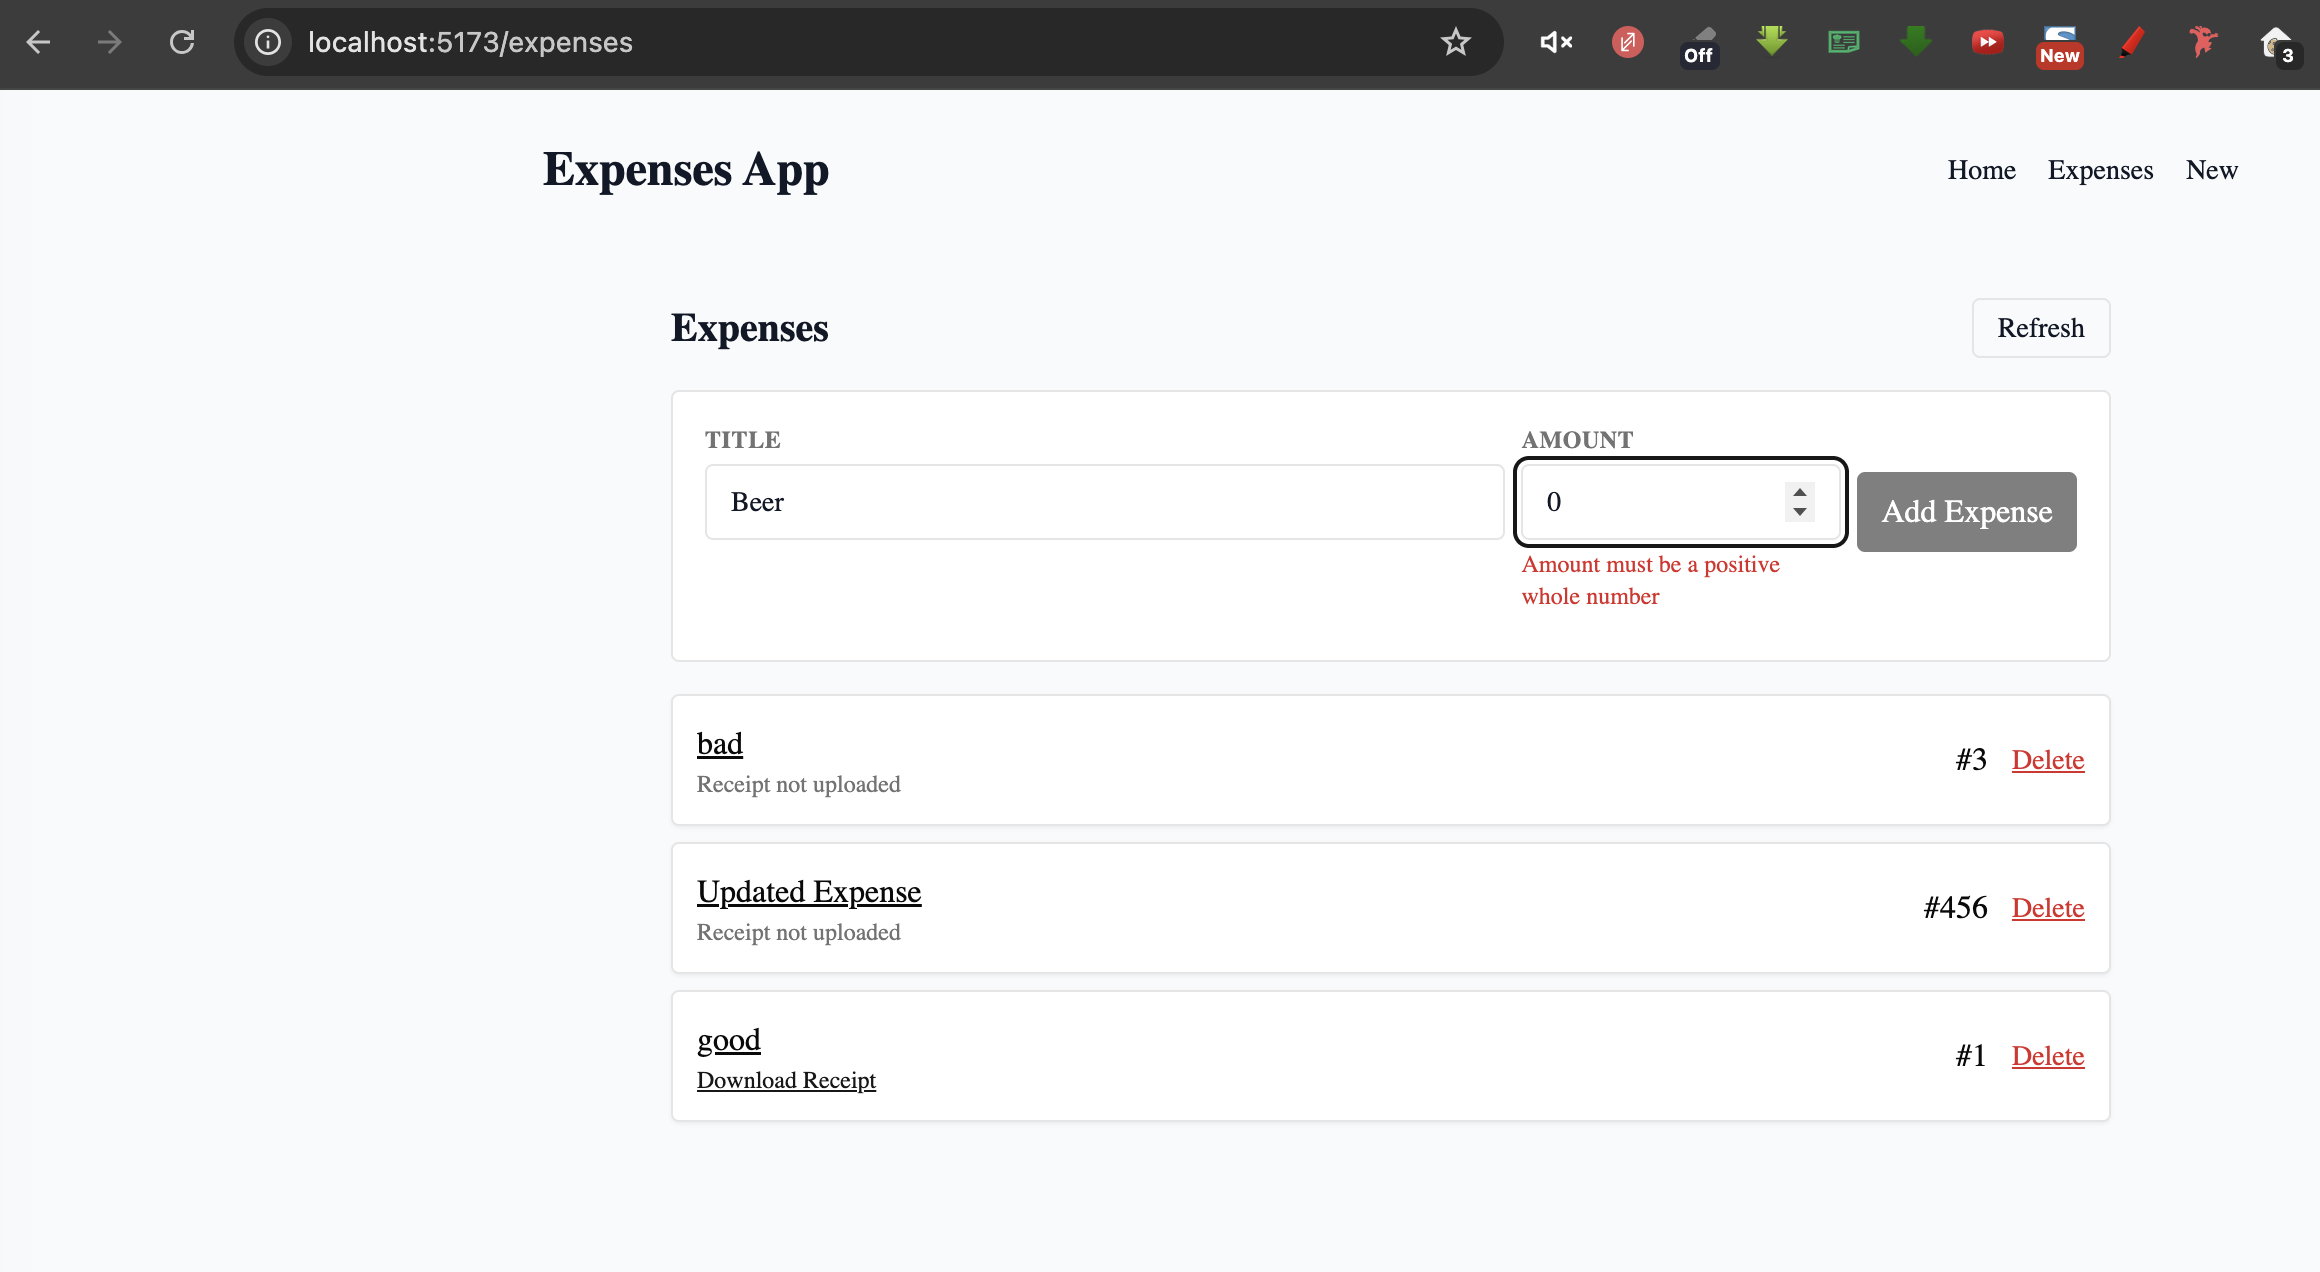 localhost:5173/expenses
Off
New
3
Expenses App
Home Expenses New
Expenses
Refresh
TITLE
AMOUNT
Beer
0
Add Expense
Amount must be a positive
whole number
bad
Receipt not uploaded
#3 Delete
Updated Expense
Receipt not uploaded
#456 Delete
good
Download Receipt
#1 Delete